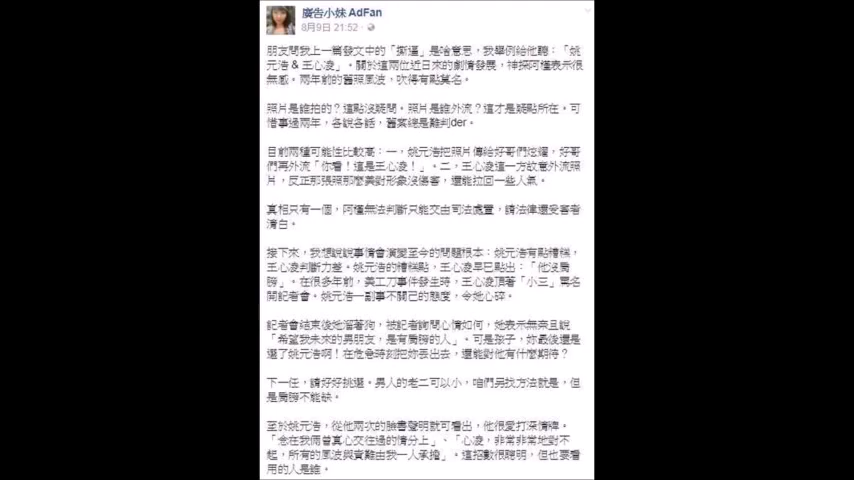 廣告小妹 AdFan
8月9日 21:52
朋友問我上一篇發文中的「撕逼」是啥意思，我舉例給他聽：「姚
元浩 & 王心凌」。關於這兩位近日來的劇情發展，神探阿槿表示很
無感。兩年前的舊照風波，吹得有點莫名。
照片是誰拍的？這點沒疑問。照片是誰外流？這才是疑點所在。可
惜事過兩年，各說各話，舊案總是難判der。
目前兩種可能性比較高：一，姚元浩把照片傳給好哥們炫耀，好哥
們再外流「你看！這是王心凌！」。二，王心凌這一方故意外流照
片，反正那張照那麼美對形象沒傷害，還能拉回一些人氣。
真相只有一個，阿槿無法判斷只能交由司法處置，請法律還受害者
清白。
接下來，我想說說事情會演變至今的問題根本：姚元浩有點糟糕，
王心凌判斷力差。姚元浩的糟糕點，王心凌早已點出：「他沒肩
膀」。在很多年前，美工刀事件發生時，王心凌頂著「小三」罵名
開記者會。姚元浩一副事不關己的態度，令她心碎。
記者會結束後她溜著狗，被記者詢問心情如何，她表示無奈且說
「希望我未來的男朋友，是有肩膀的人」。可是孩子，妳最後還是
選了姚元浩啊！在危急時刻把妳丟出去，還能對他有什麼期待？
下一任，請好好挑選。男人的老二可以小，咱們另找方法就是，但
是肩膀不能缺。
至於姚元浩，從他兩次的臉書聲明就可看出，他很愛打深情牌。
「念在我倆曾真心交往過的情分上」、「心凌，非常非常地對不
起，所有的風波與責難由我一人承擔」。這招數很聰明，但也要看
用的人是誰。